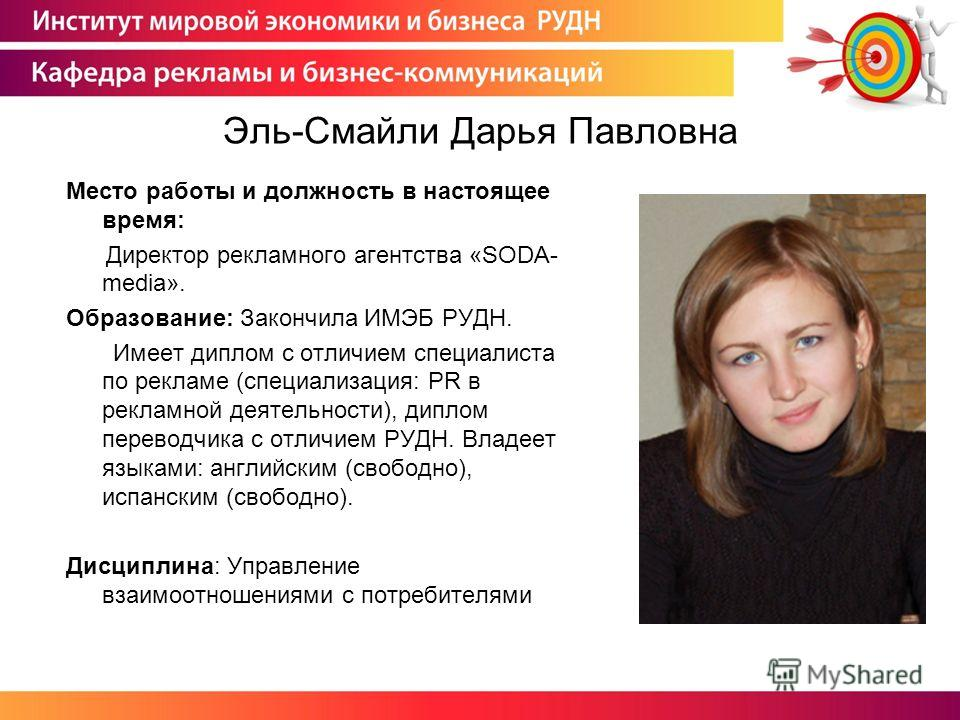 Институт мировой экономики и бизнеса РУДН
Кафедра рекламы и бизнес-коммуникаций
Эль-Смайли Дарья Павловна
Место работы и должность в настоящее
время:
Директор рекламного агентства «SODA-
media».
Образование: Закончила ИМЭБ РУДН.
Имеет диплом с отличием специалиста
по рекламе (специализация: PR в
рекламной деятельности), диплом
переводчика с отличием РУДН. Владеет
языками: английским (свободно),
испанским (свободно).
Дисциплина: Управление
взаимоотношениями с потребителями
MyShared